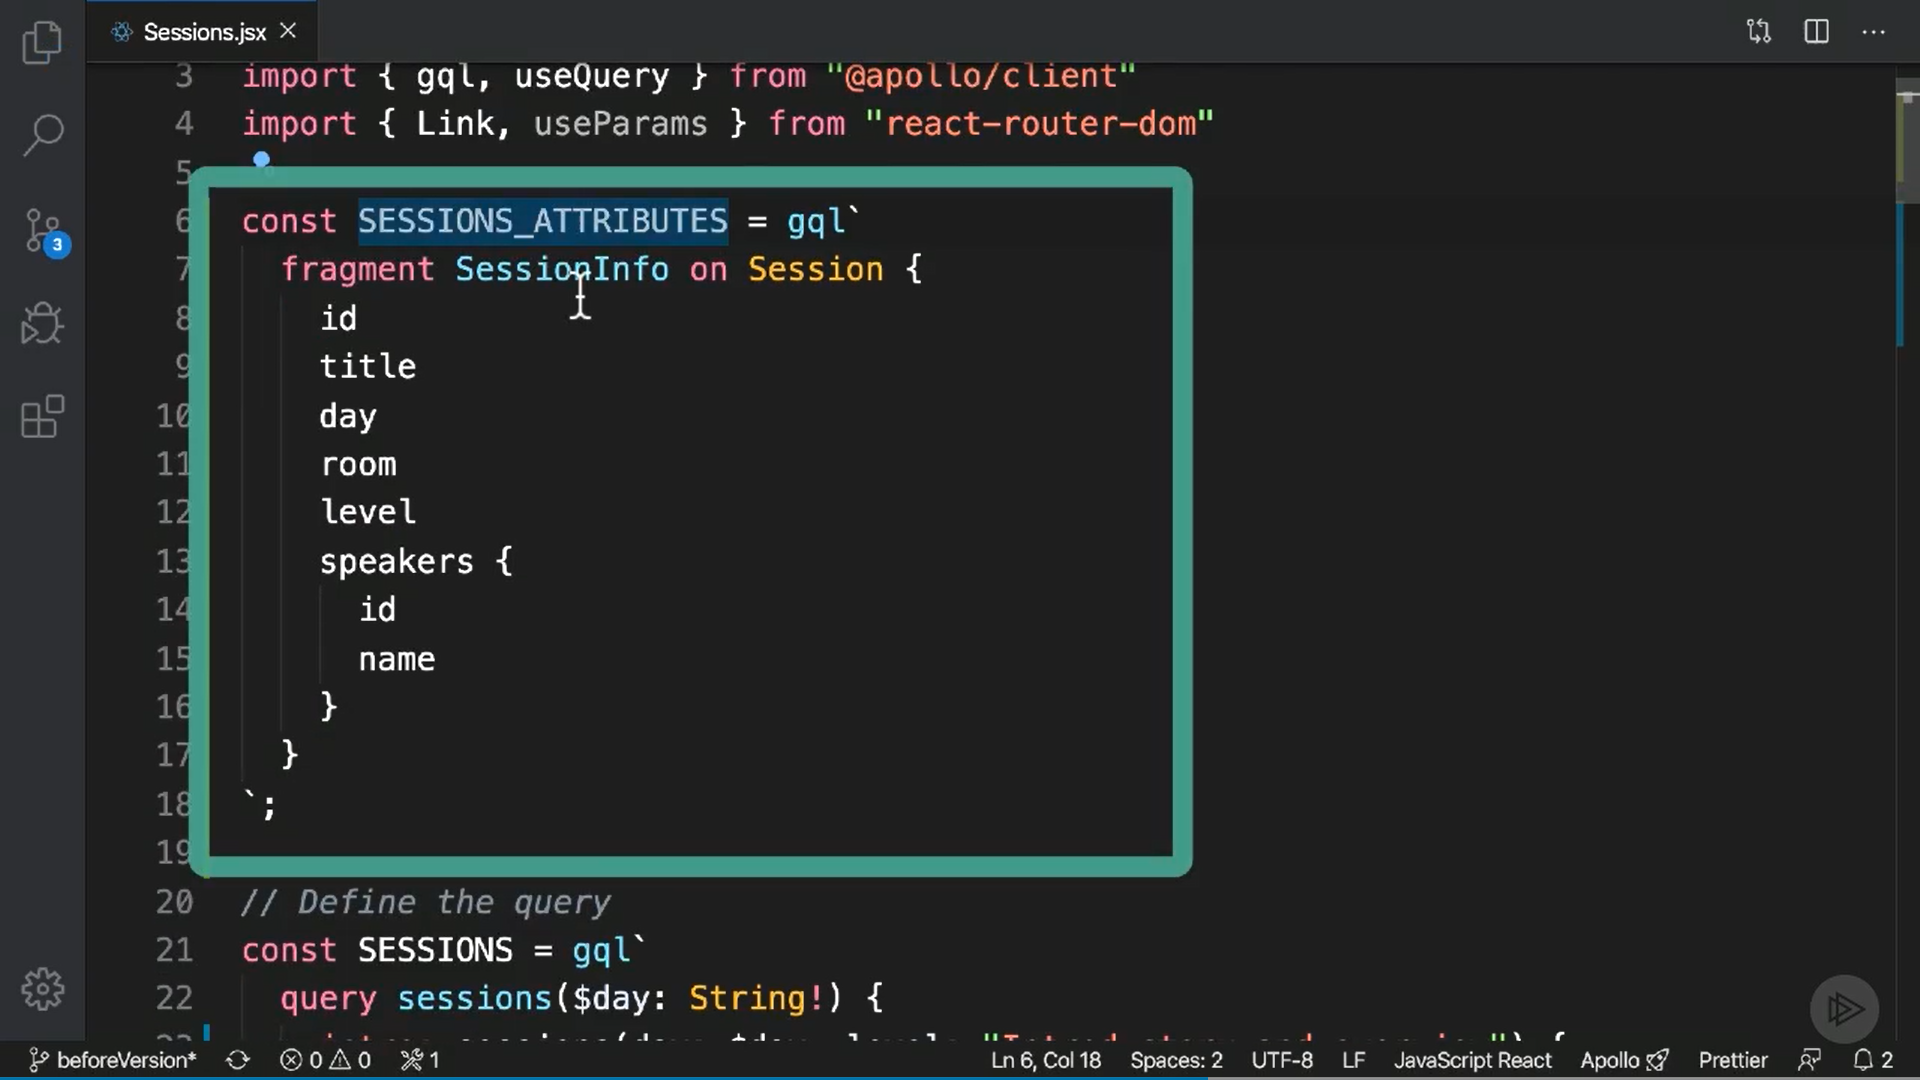 Sessions.jsx
3 import { gql, useQuery } from "@apollo/client"
4 import { Link, useParams } from "react-router-dom"
5
6 const SESSIONS_ATTRIBUTES = gql`
7 fragment SessionInfo on Session {
8 id
9 title
10 day
11 room
12 level
13 speakers {
14 id
15 name
16 }
17 }
18 `;
19
20 // Define the query
21 const SESSIONS = gql`
22 query sessions($day: String!) {
3
beforeVersion* 0 0 1 Ln 6, Col 18 Spaces: 2 UTF-8 LF JavaScript React Apollo Prettier 2